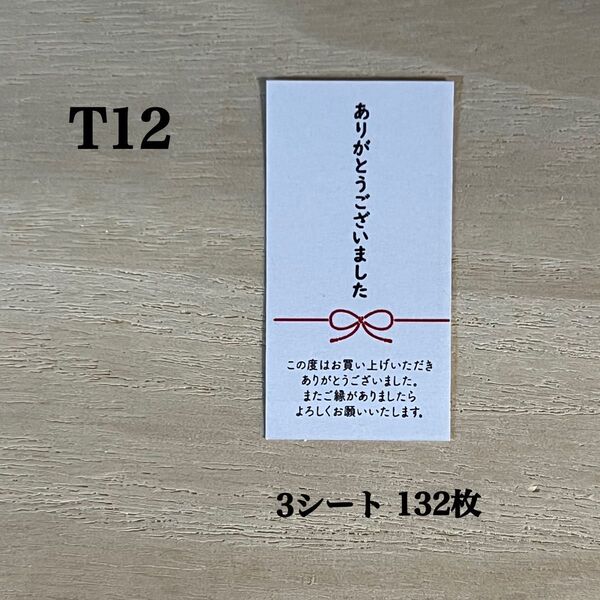 T12
ありがとうございました
この度はお買い上げいただき
ありがとうございました。
またご縁がありましたら
よろしくお願いいたします。
3シート 132枚